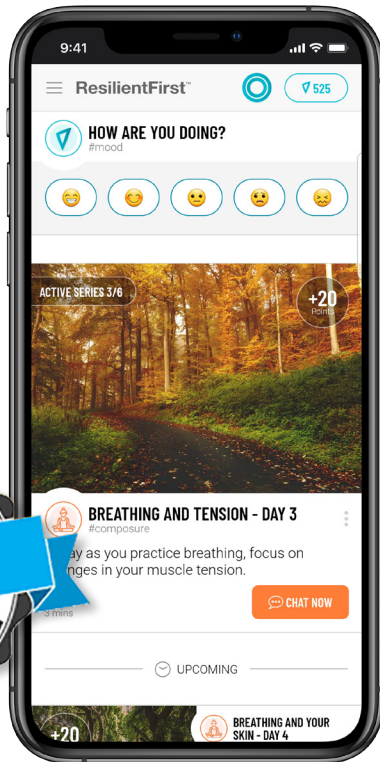 9:41
ResilientFirst™
525
HOW ARE YOU DOING?
#mood
ACTIVE SERIES 3/6
+20
Points
BREATHING AND TENSION - DAY 3
#composure
as you practice breathing, focus on
in your muscle tension.
3 mins
CHAT NOW
UPCOMING
+20
BREATHING AND YOUR
SKIN - DAY 4